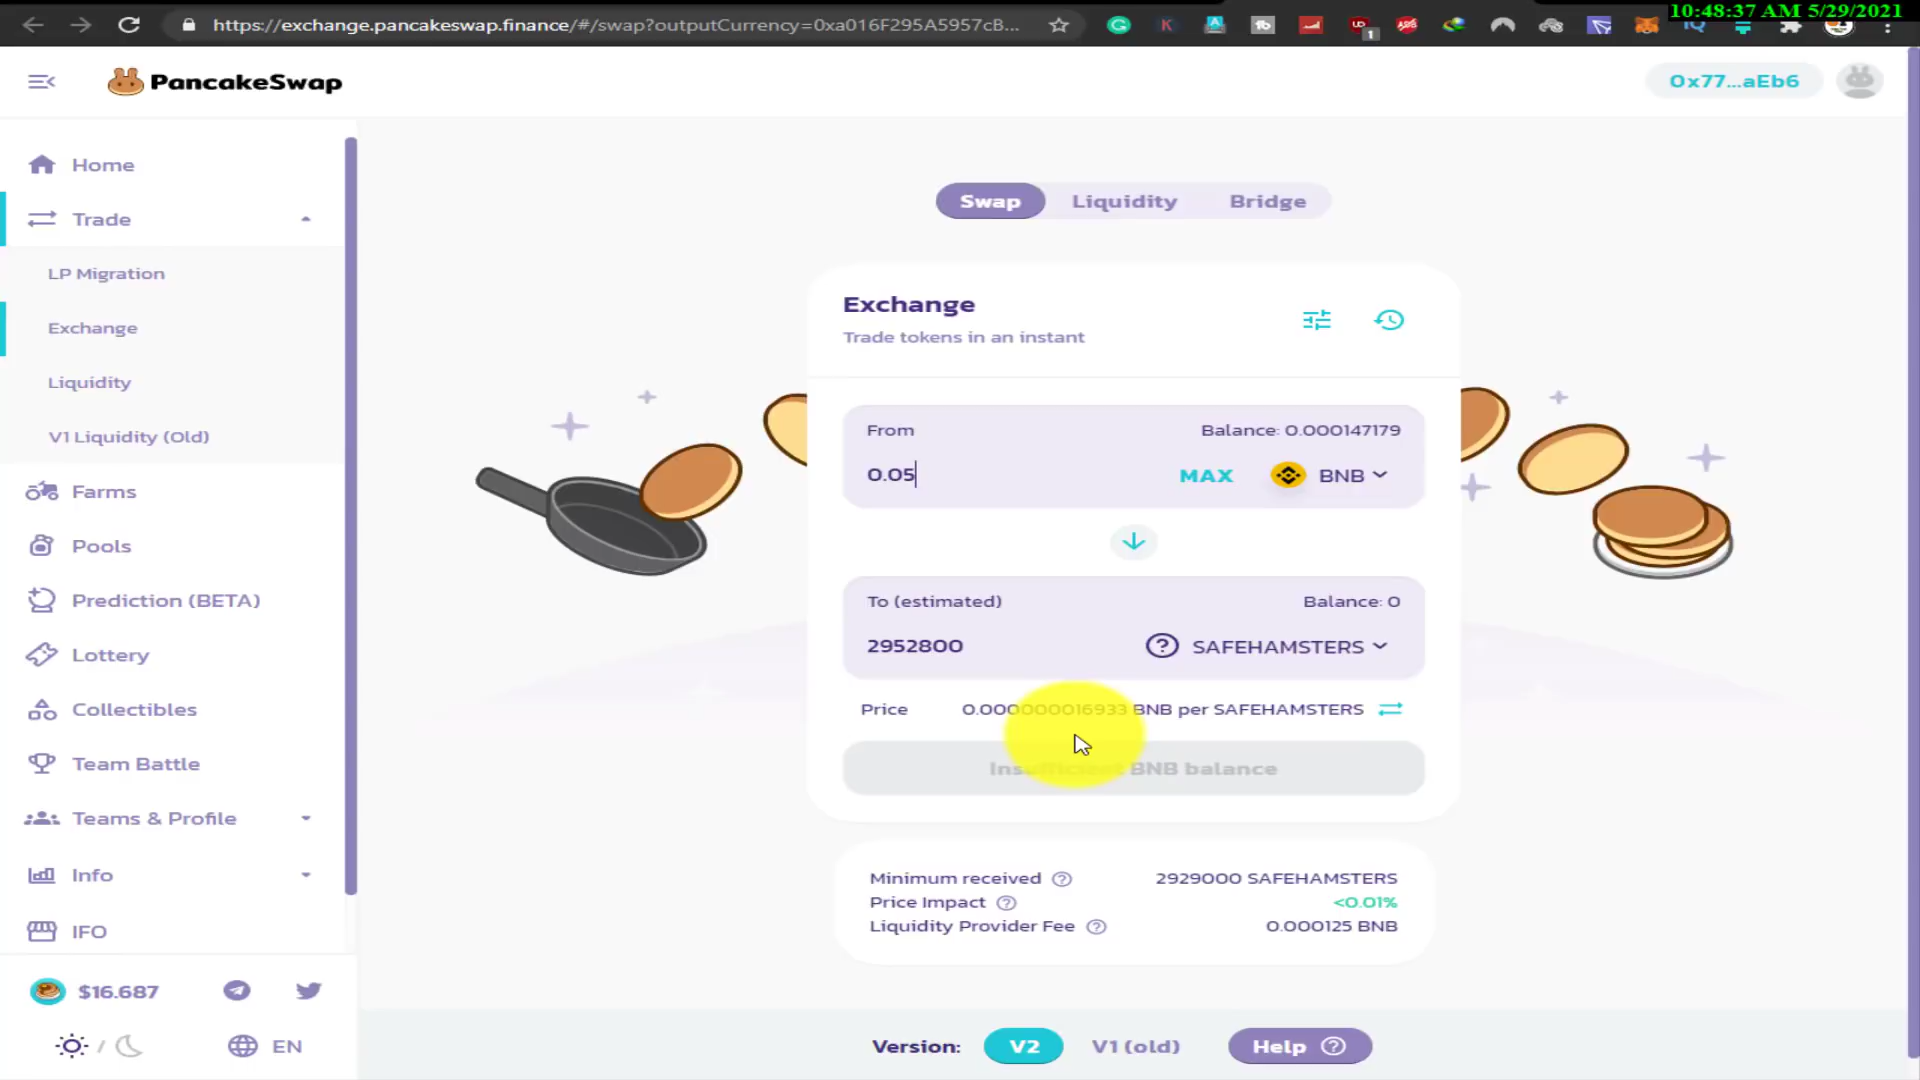 10:48:37 AM 5/29/2021
https://exchange.pancakeswap.finance/#/swap?outputCurrency=0xa016F295A5957cB...
PancakeSwap
0x77...aEb6
Home
Trade
LP Migration
Exchange
Liquidity
V1 Liquidity (Old)
Farms
Pools
Prediction (BETA)
Lottery
Collectibles
Team Battle
Teams & Profile
Info
IFO
$16.687
/
EN
Swap Liquidity Bridge
Exchange
Trade tokens in an instant
From Balance: 0.000147179
0.05 MAX BNB
To (estimated) Balance: 0
2952800 ? SAFEHAMSTERS
Price 0.000000016933 BNB per SAFEHAMSTERS
Insufficient BNB balance
Minimum received ? 2929000 SAFEHAMSTERS
Price Impact ? <0.01%
Liquidity Provider Fee ? 0.000125 BNB
Version: V2 V1 (old) Help ?